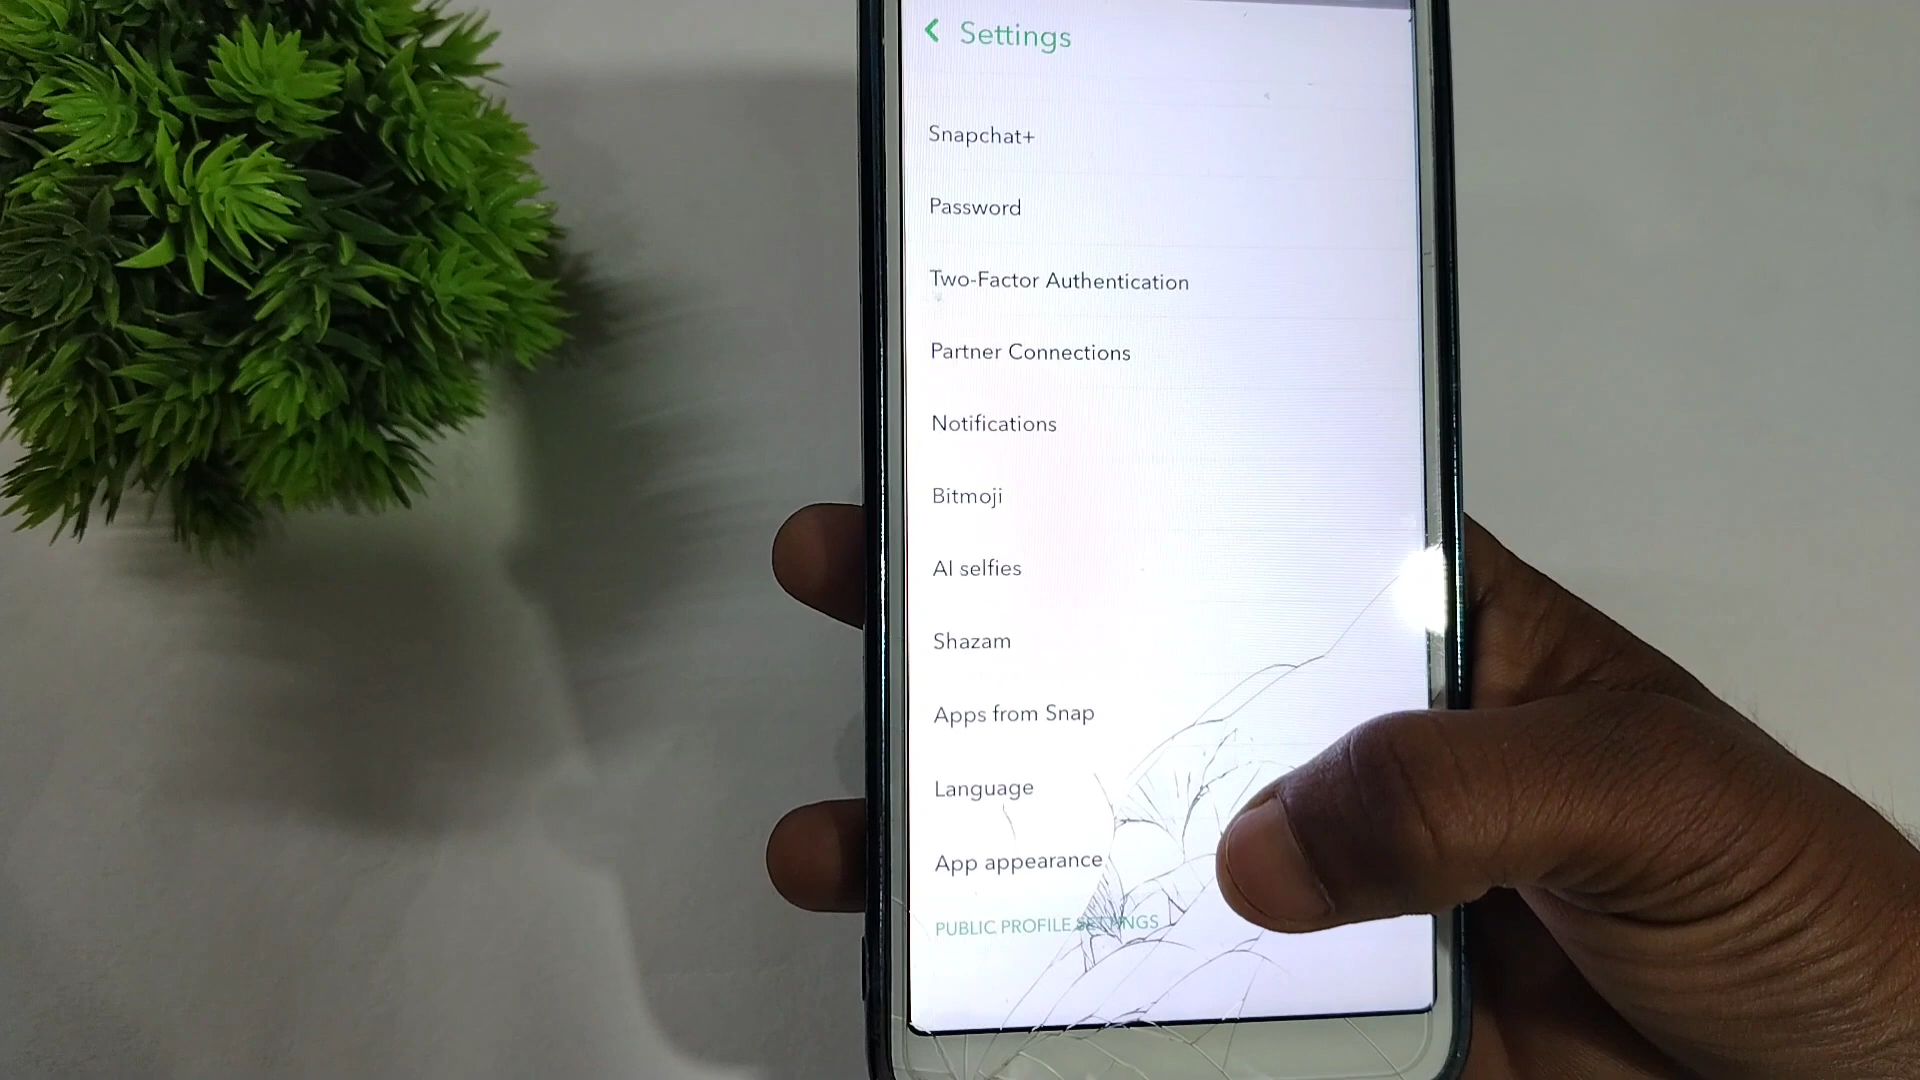 Settings
Snapchat+
Password
Two-Factor Authentication
Partner Connections
Notifications
Bitmoji
AI selfies
Shazam
Apps from Snap
Language
App appearance
PUBLIC PROFILE SETTINGS